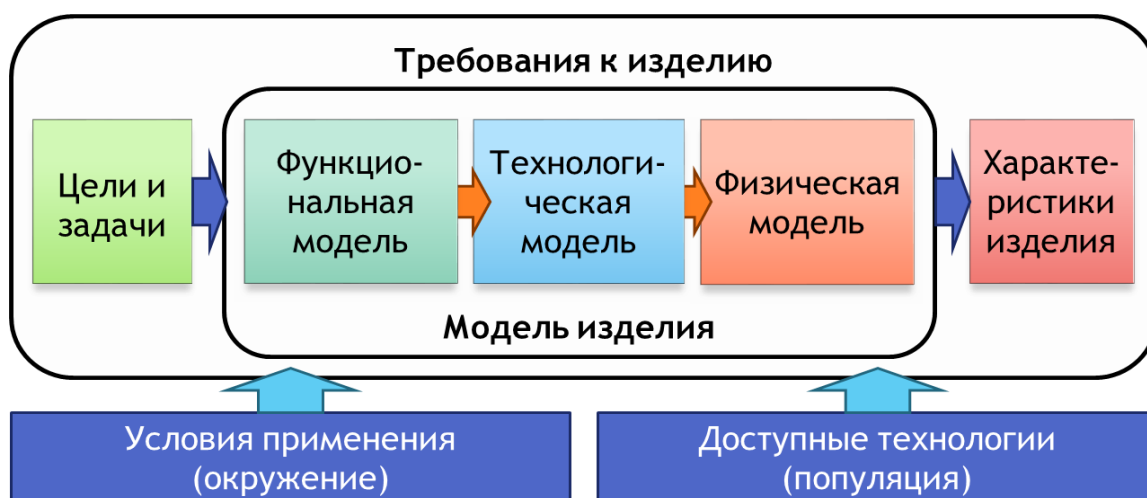 Требования к изделию
Цели и
задачи
Функцио-
нальная
модель
Технологи-
ческая
модель
Физическая
модель
Характе-
ристики
изделия
Модель изделия
Условия применения
(окружение)
Доступные технологии
(популяция)